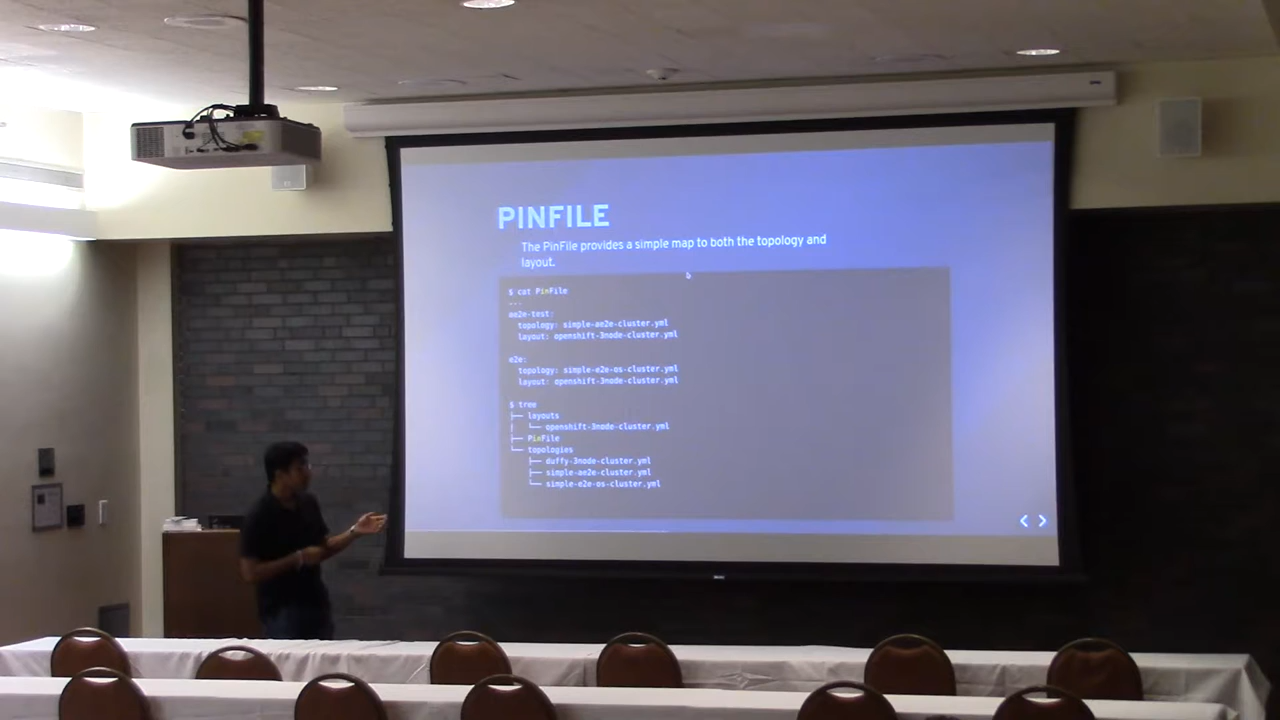 PINFILE
The PinFile provides a simple map to both the topology and
layout.
$ cat PinFile
---
ae2e-test:
topology: simple-ae2e-cluster.yml
layout: openshift-3node-cluster.yml
e2e:
topology: simple-e2e-os-cluster.yml
layout: openshift-3node-cluster.yml
$ tree
├── layouts
│   └── openshift-3node-cluster.yml
├── PinFile
└── topologies
├── duffy-3node-cluster.yml
├── simple-ae2e-cluster.yml
└── simple-e2e-os-cluster.yml